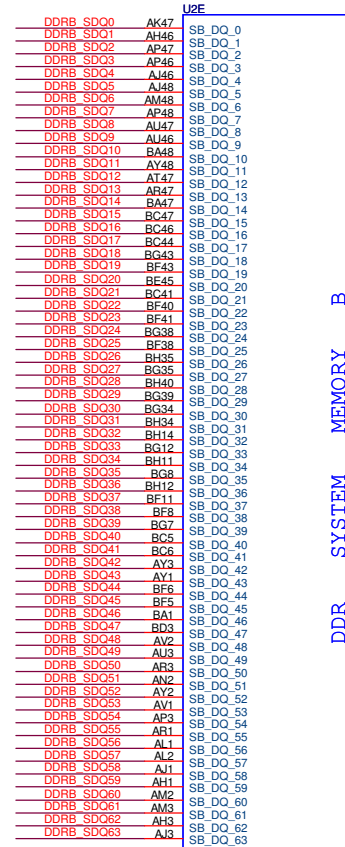 U2E
DDRB_SDQ0 AK47 SB_DQ_0
DDRB_SDQ1 AH46 SB_DQ_1
DDRB_SDQ2 AP47 SB_DQ_2
DDRB_SDQ3 AP46 SB_DQ_3
DDRB_SDQ4 AJ46 SB_DQ_4
DDRB_SDQ5 AJ48 SB_DQ_5
DDRB_SDQ6 AM48 SB_DQ_6
DDRB_SDQ7 AP48 SB_DQ_7
DDRB_SDQ8 AU47 SB_DQ_8
DDRB_SDQ9 AU46 SB_DQ_9
DDRB_SDQ10 BA48 SB_DQ_10
DDRB_SDQ11 AY48 SB_DQ_11
DDRB_SDQ12 AT47 SB_DQ_12
DDRB_SDQ13 AR47 SB_DQ_13
DDRB_SDQ14 BA47 SB_DQ_14
DDRB_SDQ15 BC47 SB_DQ_15
DDRB_SDQ16 BC46 SB_DQ_16
DDRB_SDQ17 BC44 SB_DQ_17
DDRB_SDQ18 BG43 SB_DQ_18
DDRB_SDQ19 BF43 SB_DQ_19
DDRB_SDQ20 BE45 SB_DQ_20
DDRB_SDQ21 BC41 SB_DQ_21
DDRB_SDQ22 BF40 SB_DQ_22
DDRB_SDQ23 BF41 SB_DQ_23
DDRB_SDQ24 BG38 SB_DQ_24
DDRB_SDQ25 BF38 SB_DQ_25
DDRB_SDQ26 BH35 SB_DQ_26
DDRB_SDQ27 BG35 SB_DQ_27
DDRB_SDQ28 BH40 SB_DQ_28
DDRB_SDQ29 BG39 SB_DQ_29
DDRB_SDQ30 BG34 SB_DQ_30
DDRB_SDQ31 BH34 SB_DQ_31
DDRB_SDQ32 BH14 SB_DQ_32
DDRB_SDQ33 BG12 SB_DQ_33
DDRB_SDQ34 BH11 SB_DQ_34
DDRB_SDQ35 BG8 SB_DQ_35
DDRB_SDQ36 BH12 SB_DQ_36
DDRB_SDQ37 BF11 SB_DQ_37
DDRB_SDQ38 BF8 SB_DQ_38
DDRB_SDQ39 BG7 SB_DQ_39
DDRB_SDQ40 BC5 SB_DQ_40
DDRB_SDQ41 BC6 SB_DQ_41
DDRB_SDQ42 AY3 SB_DQ_42
DDRB_SDQ43 AY1 SB_DQ_43
DDRB_SDQ44 BF6 SB_DQ_44
DDRB_SDQ45 BF5 SB_DQ_45
DDRB_SDQ46 BA1 SB_DQ_46
DDRB_SDQ47 BD3 SB_DQ_47
DDRB_SDQ48 AV2 SB_DQ_48
DDRB_SDQ49 AU3 SB_DQ_49
DDRB_SDQ50 AR3 SB_DQ_50
DDRB_SDQ51 AN2 SB_DQ_51
DDRB_SDQ52 AY2 SB_DQ_52
DDRB_SDQ53 AV1 SB_DQ_53
DDRB_SDQ54 AP3 SB_DQ_54
DDRB_SDQ55 AR1 SB_DQ_55
DDRB_SDQ56 AL1 SB_DQ_56
DDRB_SDQ57 AL2 SB_DQ_57
DDRB_SDQ58 AJ1 SB_DQ_58
DDRB_SDQ59 AH1 SB_DQ_59
DDRB_SDQ60 AM2 SB_DQ_60
DDRB_SDQ61 AM3 SB_DQ_61
DDRB_SDQ62 AH3 SB_DQ_62
DDRB_SDQ63 AJ3 SB_DQ_63
DDR SYSTEM MEMORY B